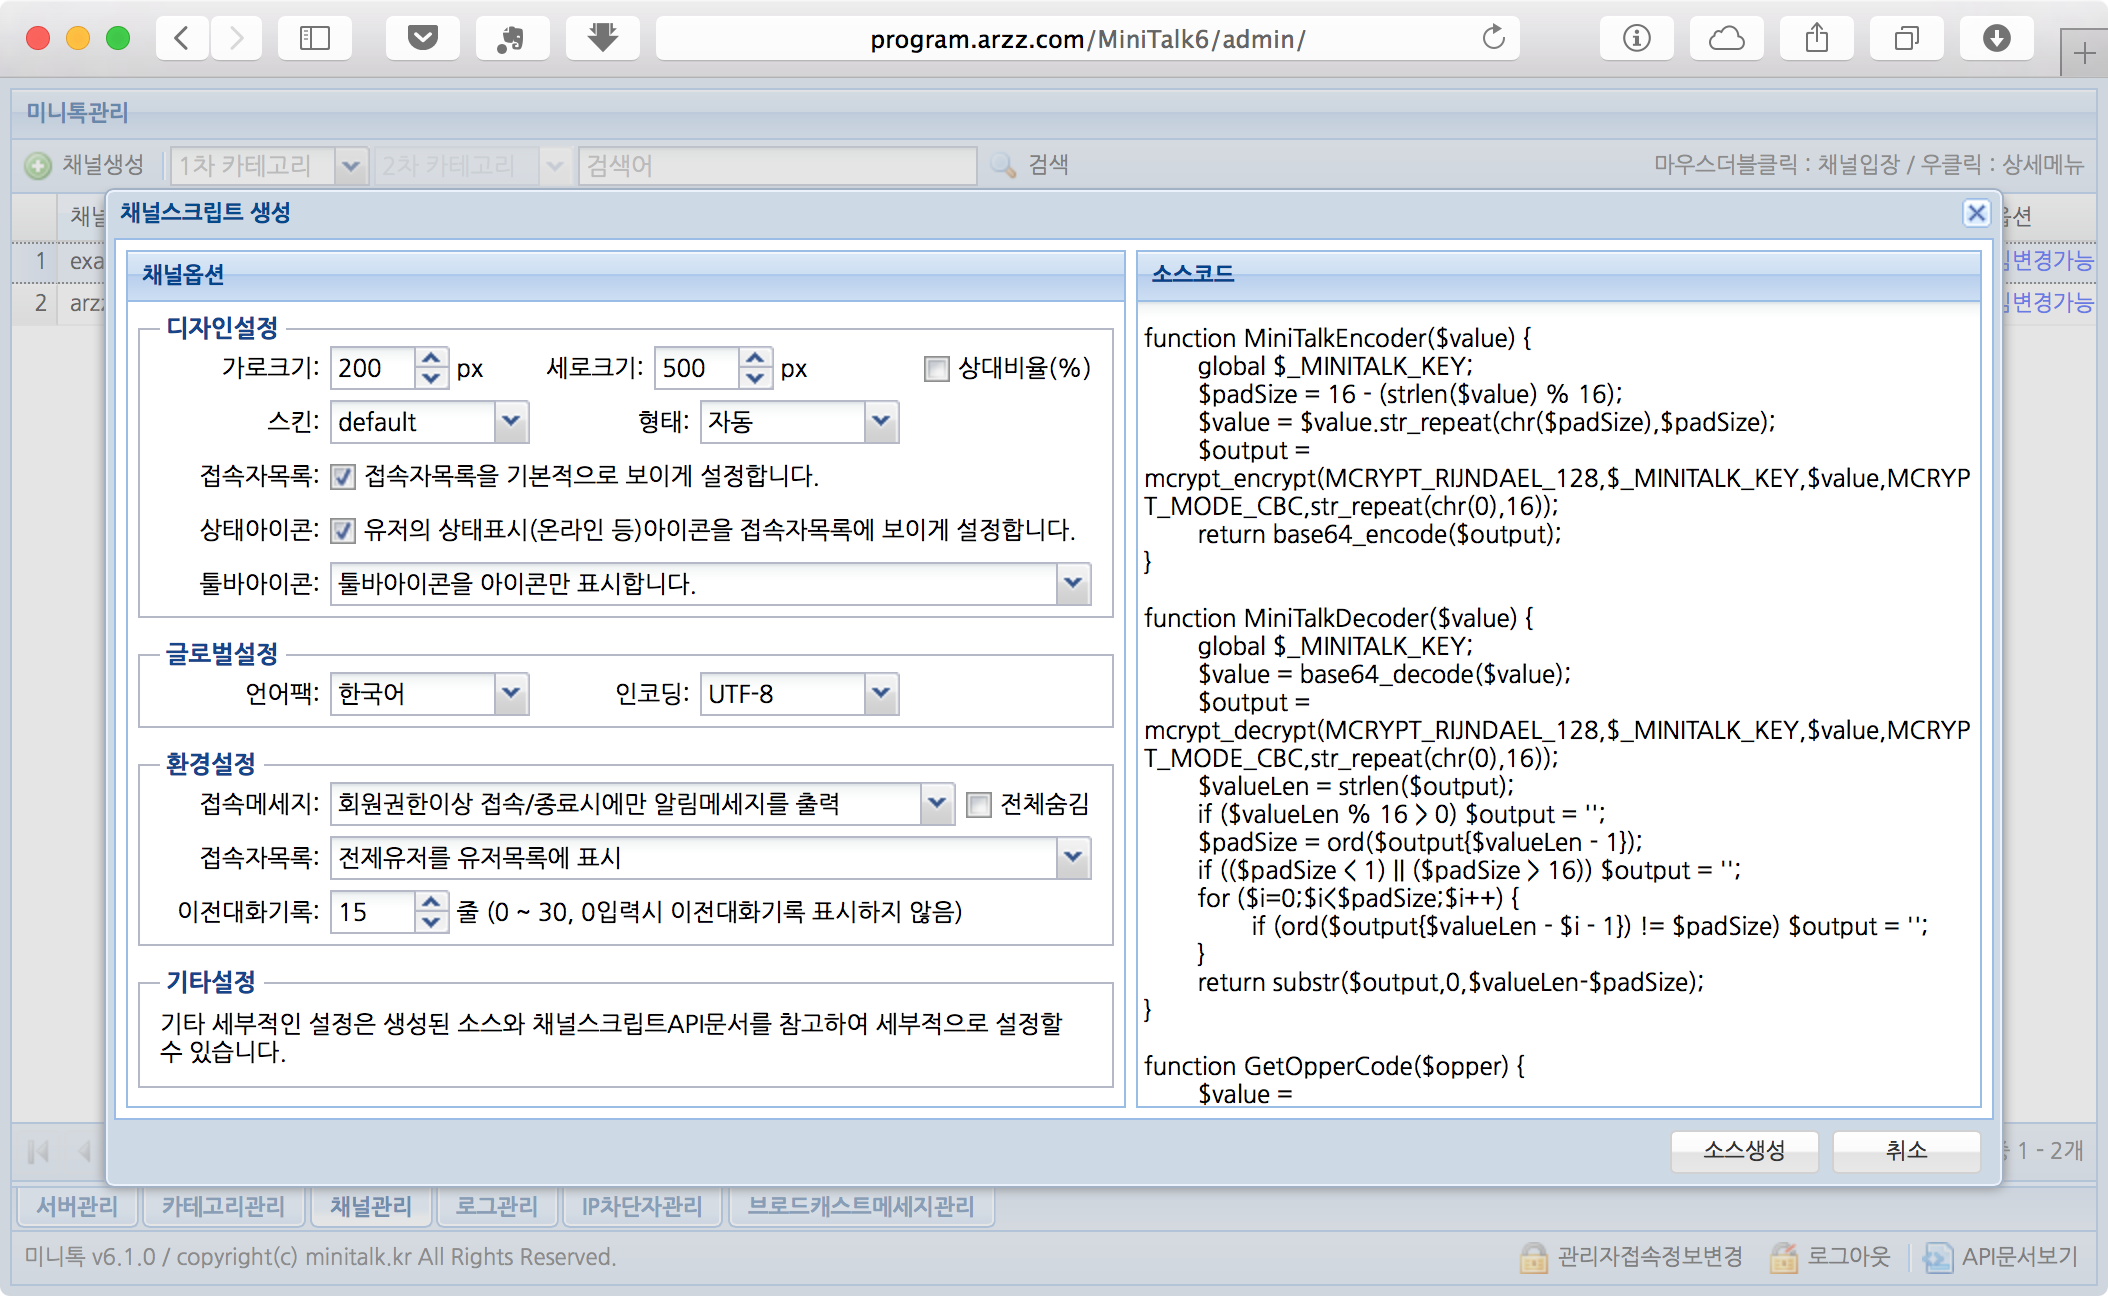 program.arzz.com/MiniTalk6/admin/
미니톡관리
채널생성
1차 카테고리
2차 카테고리
검색어
검색
마우스더블클릭 : 채널입장 / 우클릭 : 상세메뉴
1 exa
2 arzz
변경가능
변경가능
채널스크립트 생성
채널옵션
디자인설정
가로크기: 200 px 세로크기: 500 px 상대비율(%)
스킨: default 형태: 자동
접속자목록: 접속자목록을 기본적으로 보이게 설정합니다.
상태아이콘: 유저의 상태표시(온라인 등)아이콘을 접속자목록에 보이게 설정합니다.
툴바아이콘: 툴바아이콘을 아이콘만 표시합니다.
글로벌설정
언어팩: 한국어 인코딩: UTF-8
환경설정
접속메세지: 회원권한이상 접속/종료시에만 알림메세지를 출력 전체숨김
접속자목록: 전제유저를 유저목록에 표시
이전대화기록: 15 줄 (0 ~ 30, 0입력시 이전대화기록 표시하지 않음)
기타설정
기타 세부적인 설정은 생성된 소스와 채널스크립트API문서를 참고하여 세부적으로 설정할
수 있습니다.
소스코드
function MiniTalkEncoder($value) {
global $_MINITALK_KEY;
$padSize = 16 - (strlen($value) % 16);
$value = $value.str_repeat(chr($padSize),$padSize);
$output =
mcrypt_encrypt(MCRYPT_RIJNDAEL_128,$_MINITALK_KEY,$value,MCRYP
T_MODE_CBC,str_repeat(chr(0),16));
return base64_encode($output);
}
function MiniTalkDecoder($value) {
global $_MINITALK_KEY;
$value = base64_decode($value);
$output =
mcrypt_decrypt(MCRYPT_RIJNDAEL_128,$_MINITALK_KEY,$value,MCRYP
T_MODE_CBC,str_repeat(chr(0),16));
$valueLen = strlen($output);
if ($valueLen % 16 > 0) $output = '';
$padSize = ord($output{$valueLen - 1});
if (($padSize < 1) || ($padSize > 16)) $output = '';
for ($i=0;$i<$padSize;$i++) {
if (ord($output{$valueLen - $i - 1}) != $padSize) $output = '';
}
return substr($output,0,$valueLen-$padSize);
}
function GetOpperCode($opper) {
$value =
소스생성
취소
1 - 2개
서버관리
카테고리관리
채널관리
로그관리
IP차단자관리
브로드캐스트메세지관리
미니톡 v6.1.0 / copyright(c) minitalk.kr All Rights Reserved.
관리자접속정보변경
로그아웃
API문서보기